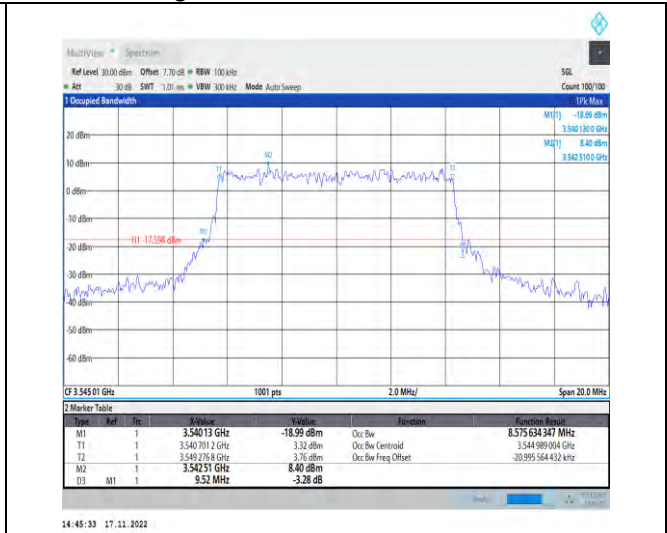 MultiView Spectrum
Ref Level 30.00 dBm Offset 7.70 dB RBW 100 kHz SGL
Att 30 dB SWT 1.01 ms VBW 300 kHz Mode Auto Sweep Count 100/100
1 Occupied Bandwidth 1Pk Max
M1[1] -18.99 dBm
3.540 130 0 GHz
M2[1] 8.40 dBm
3.542 510 0 GHz
20 dBm
10 dBm
M2
T1
T2
0 dBm
-10 dBm
M1
H1 -17.598 dBm
-20 dBm
-30 dBm
-40 dBm
-50 dBm
-60 dBm
CF 3.545 01 GHz 1001 pts 2.0 MHz/ Span 20.0 MHz
2 Marker Table
Type Ref Trc X-Value Y-Value Function Function Result
M1 1 3.540 13 GHz -18.99 dBm Occ Bw 8.575 634 347 MHz
T1 1 3.540 701 2 GHz 3.32 dBm Occ Bw Centroid 3.544 989 004 GHz
T2 1 3.549 276 8 GHz 3.76 dBm Occ Bw Freq Offset -20.995 564 432 kHz
M2 1 3.542 51 GHz 8.40 dBm
D3 M1 1 9.52 MHz -3.28 dB
14:45:33 17.11.2022